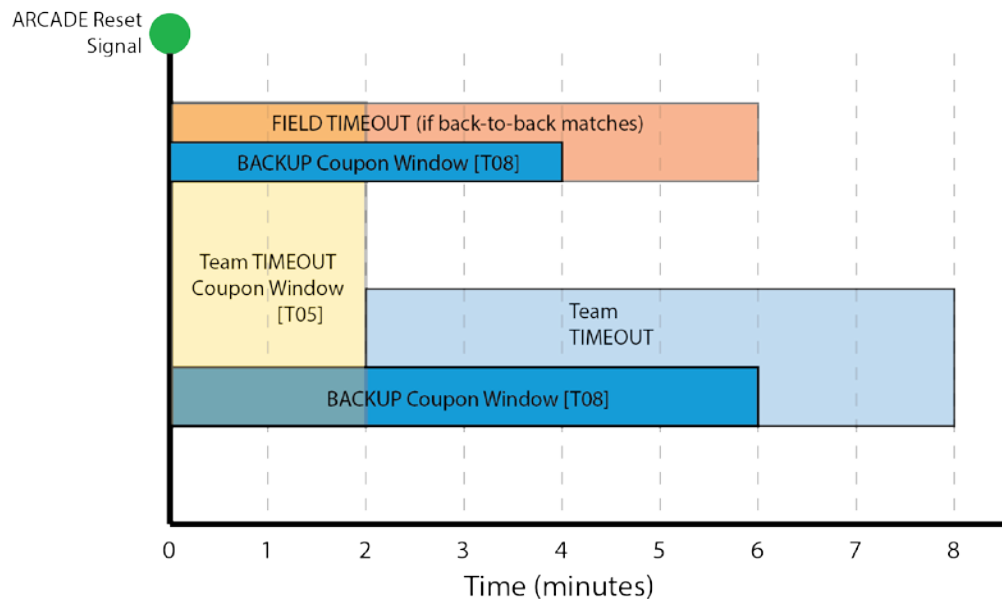 ARCADE Reset
Signal
FIELD TIMEOUT (if back-to-back matches)
BACKUP Coupon Window [T08]
Team TIMEOUT
Coupon Window
[T05]
Team
TIMEOUT
BACKUP Coupon Window [T08]
0 1 2 3 4 5 6 7 8
Time (minutes)